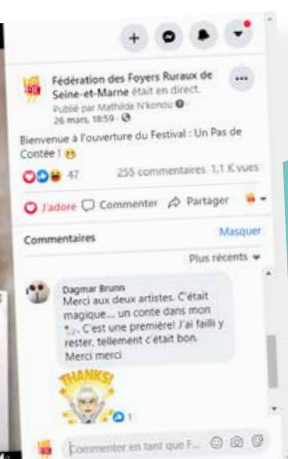 Fédération des Foyers Ruraux de
Seine-et-Marne était en direct.
Publié par Mathilde N'konou
26 mars, 18:59
Bienvenue à l'ouverture du Festival : Un Pas de
Contée !
47 255 commentaires 1,1 K vues
J'adore Commenter Partager
Commentaires Masquer
Plus récents
Dagmar Brunn
Merci aux deux artistes. C'était
magique... un conte dans mon
. C'est une première! J'ai failli y
rester, tellement c'était bon.
Merci merci
THANKS!
1
Commenter en tant que F...